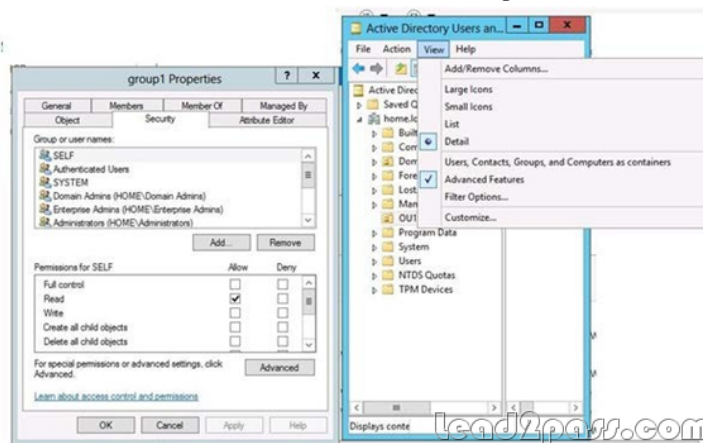 group1 Properties
? X
General Members Member Of Managed By
Object Security Attribute Editor
Group or user names:
SELF
Authenticated Users
SYSTEM
Domain Admins (HOME\Domain Admins)
Enterprise Admins (HOME\Enterprise Admins)
Administrators (HOME\Administrators)
Add... Remove
Permissions for SELF Allow Deny
Full control
Read
Write
Create all child objects
Delete all child objects
For special permissions or advanced settings, click
Advanced.
Advanced
Learn about access control and permissions
OK Cancel Apply Help
Active Directory Users an...
File Action View Help
Active Direc
Saved Q
home.lc
Built
Com
Dom
Fore
Lost
Man
OU1
Program Data
System
Users
NTDS Quotas
TPM Devices
Add/Remove Columns...
Large Icons
Small Icons
List
Detail
Users, Contacts, Groups, and Computers as containers
Advanced Features
Filter Options...
Customize...
Displays conte
Lead2pass.com